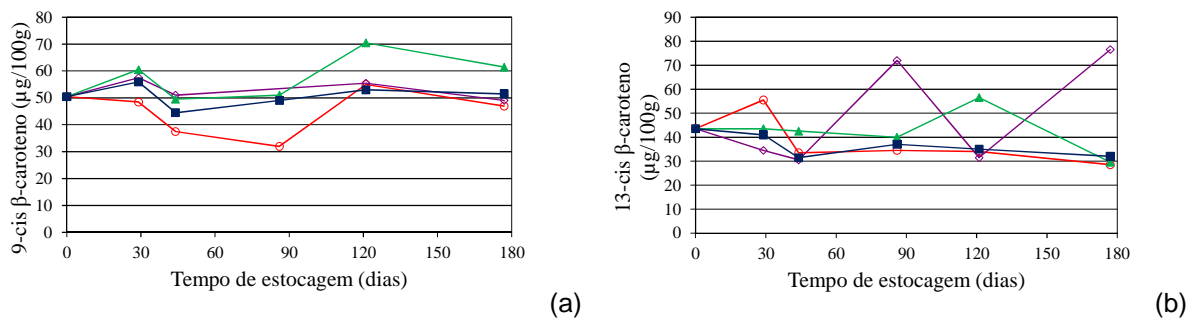 9-cis β-caroteno (µg/100g)
80
70
60
50
40
30
20
10
0
0 30 60 90 120 150 180
Tempo de estocagem (dias)
(a)
13-cis β-caroteno
(µg/100g)
90
80
70
60
50
40
30
20
10
0
0 30 60 90 120 150 180
Tempo de estocagem (dias)
(b)